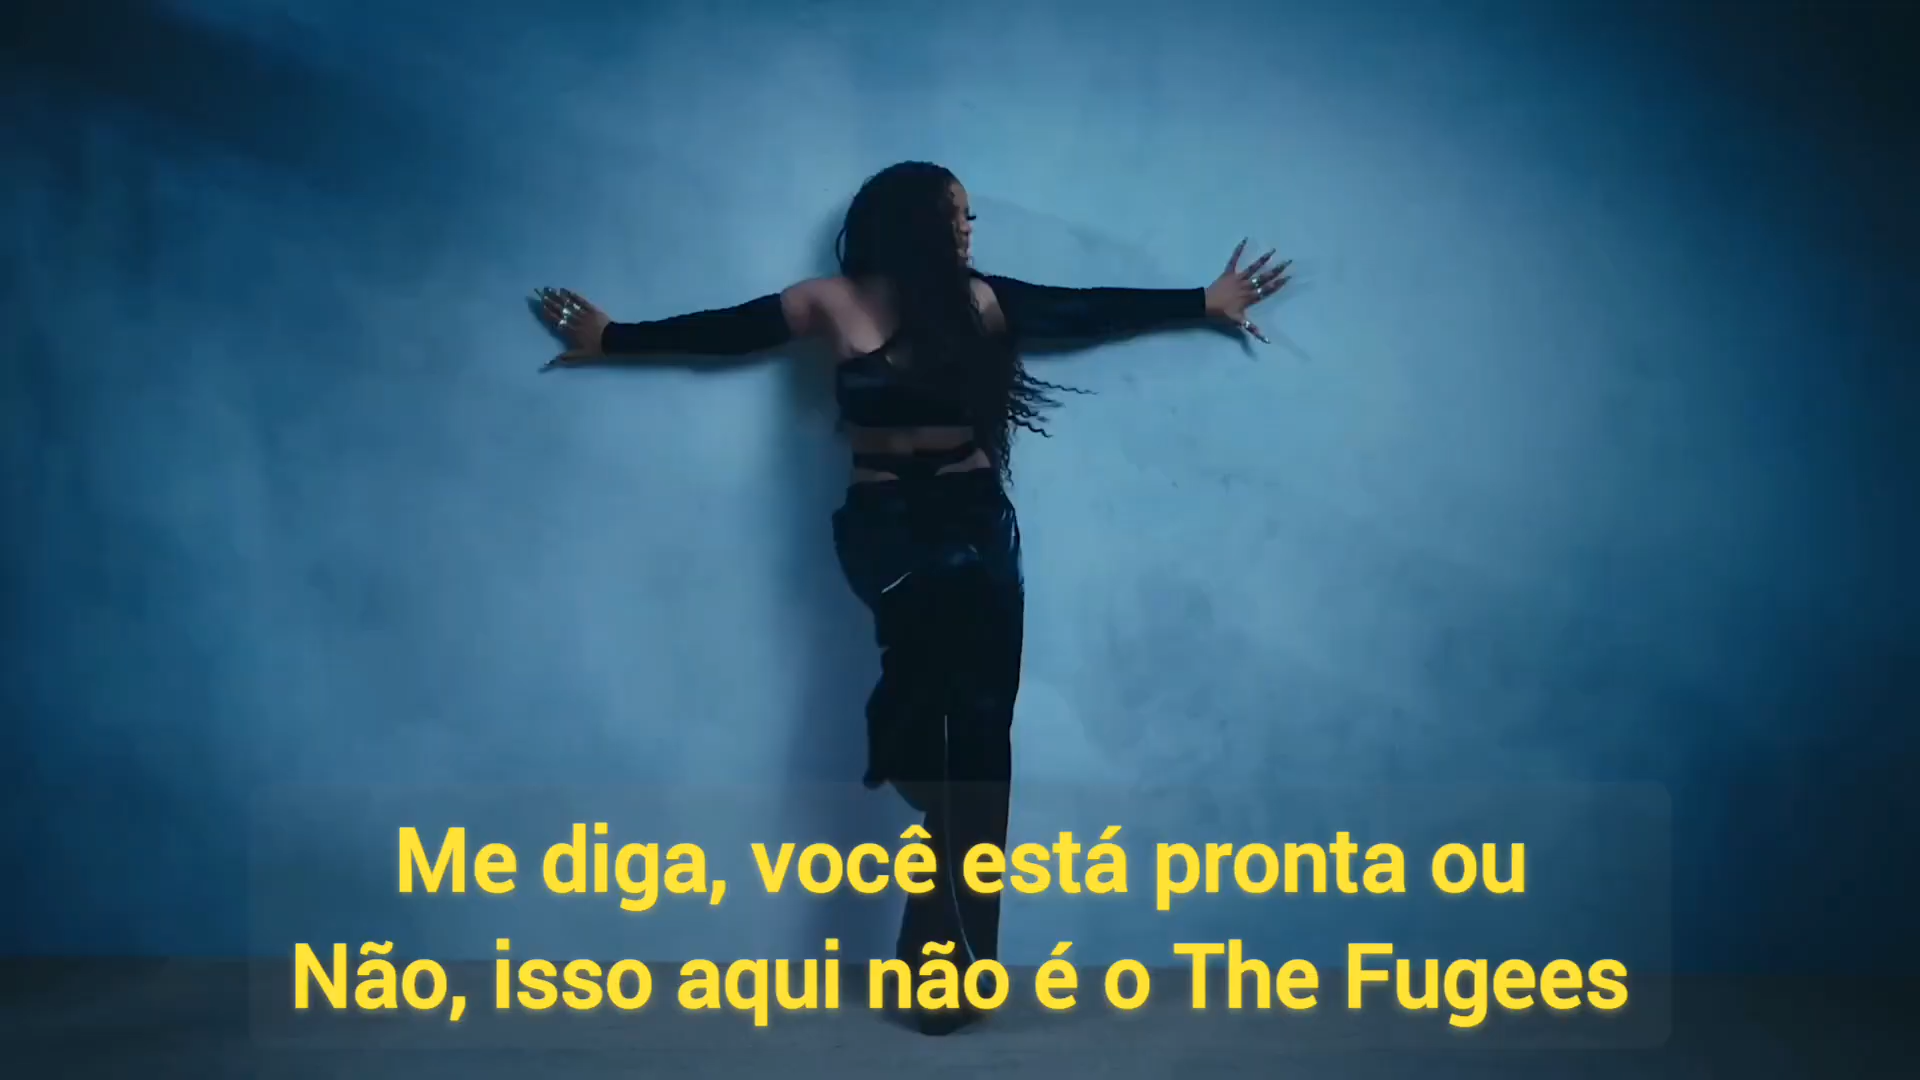 Me diga, você está pronta ou
Não, isso aqui não é o The Fugees